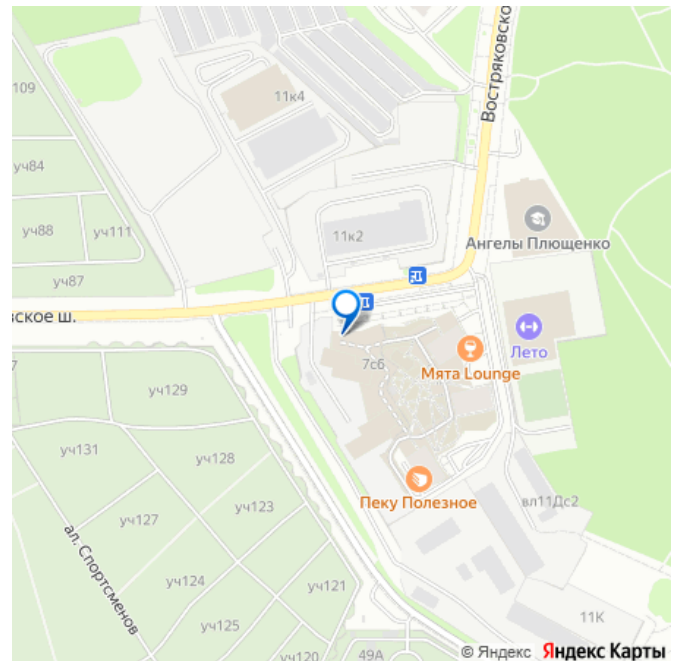 109
11к4
Востряковско
уч84
уч88
уч111
11к2
Ангелы Плющенко
уч87
вское ш.
7с6
Лето
Мята Lounge
уч129
уч131
уч128
Пеку Полезное
вл11Дс2
уч127
уч123
ал. Спортсменов
уч124
уч121
уч125
11К
уч120
49А
© Яндекс Яндекс Карты